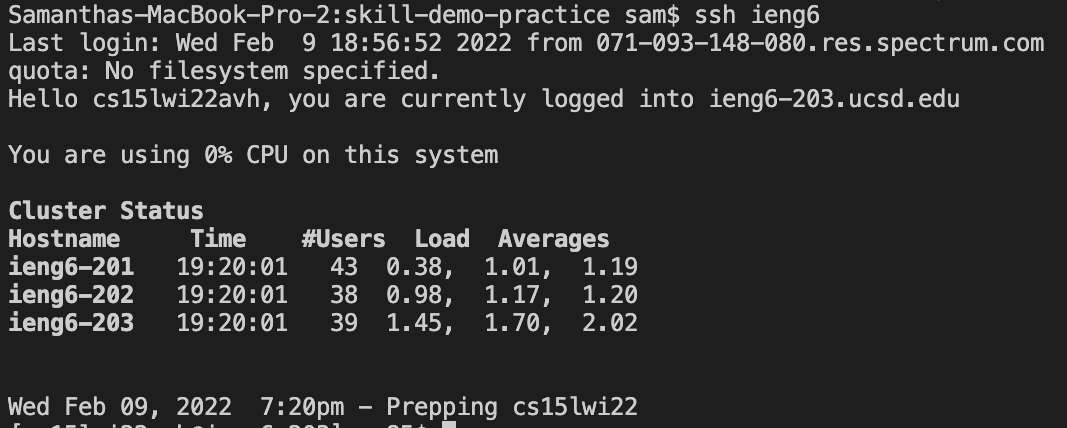 Samanthas-MacBook-Pro-2:skill-demo-practice sam$ ssh ieng6
Last login: Wed Feb  9 18:56:52 2022 from 071-093-148-080.res.spectrum.com
quota: No filesystem specified.
Hello cs15lwi22avh, you are currently logged into ieng6-203.ucsd.edu
You are using 0% CPU on this system
Cluster Status
Hostname     Time    #Users  Load  Averages
ieng6-201   19:20:01   43  0.38,  1.01,  1.19
ieng6-202   19:20:01   38  0.98,  1.17,  1.20
ieng6-203   19:20:01   39  1.45,  1.70,  2.02
Wed Feb 09, 2022  7:20pm - Prepping cs15lwi22